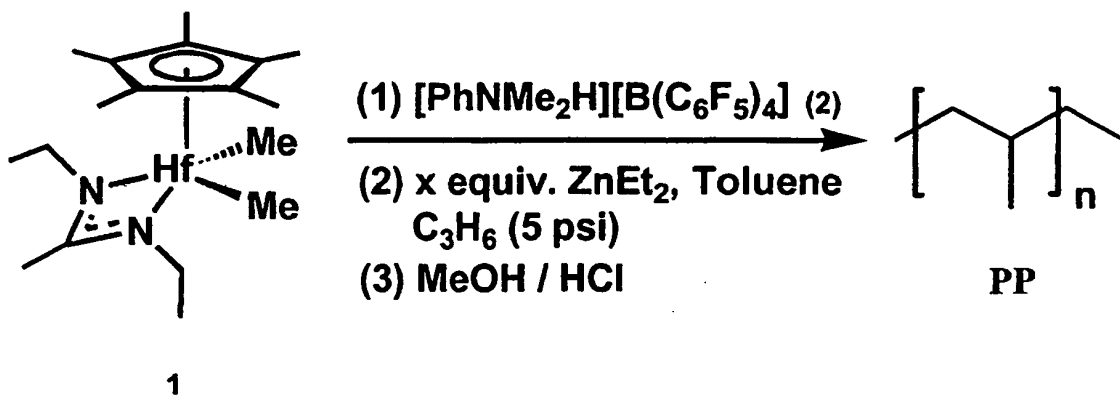 Me
Hf
Me
N
N
1
(1) [PhNMe₂H][B(C₆F₅)₄] (2)
(2) x equiv. ZnEt₂, Toluene
C₃H₆ (5 psi)
(3) MeOH / HCl
n
PP